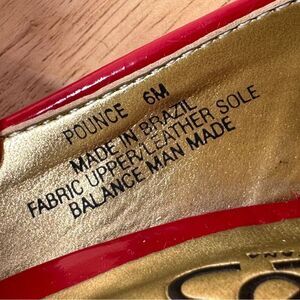 POUNCE 6M
MADE IN BRAZIL
FABRIC UPPER/LEATHER SOLE
BALANCE MAN MADE